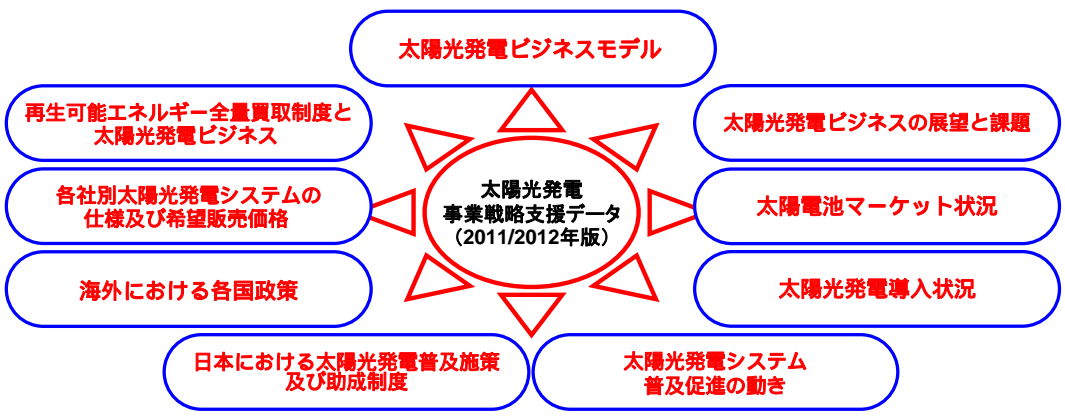 太陽光発電ビジネスモデル
再生可能エネルギー全量買取制度と
太陽光発電ビジネス
太陽光発電ビジネスの展望と課題
各社別太陽光発電システムの
仕様及び希望販売価格
太陽光発電
事業戦略支援データ
（2011/2012年版）
太陽電池マーケット状況
海外における各国政策
太陽光発電導入状況
日本における太陽光発電普及施策
及び助成制度
太陽光発電システム
普及促進の動き